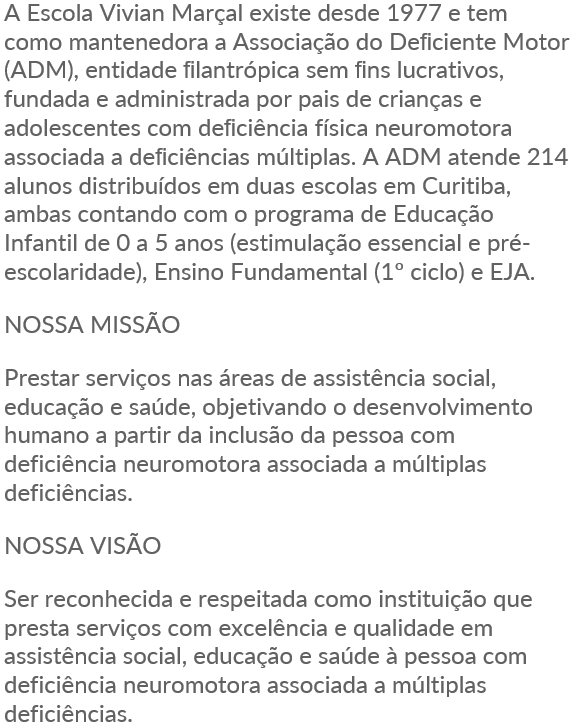 A Escola Vivian Marçal existe desde 1977 e tem
como mantenedora a Associação do Deficiente Motor
(ADM), entidade filantrópica sem fins lucrativos,
fundada e administrada por pais de crianças e
adolescentes com deficiência física neuromotora
associada a deficiências múltiplas. A ADM atende 214
alunos distribuídos em duas escolas em Curitiba,
ambas contando com o programa de Educação
Infantil de 0 a 5 anos (estimulação essencial e pré-
escolaridade), Ensino Fundamental (1º ciclo) e EJA.
NOSSA MISSÃO
Prestar serviços nas áreas de assistência social,
educação e saúde, objetivando o desenvolvimento
humano a partir da inclusão da pessoa com
deficiência neuromotora associada a múltiplas
deficiências.
NOSSA VISÃO
Ser reconhecida e respeitada como instituição que
presta serviços com excelência e qualidade em
assistência social, educação e saúde à pessoa com
deficiência neuromotora associada a múltiplas
deficiências.